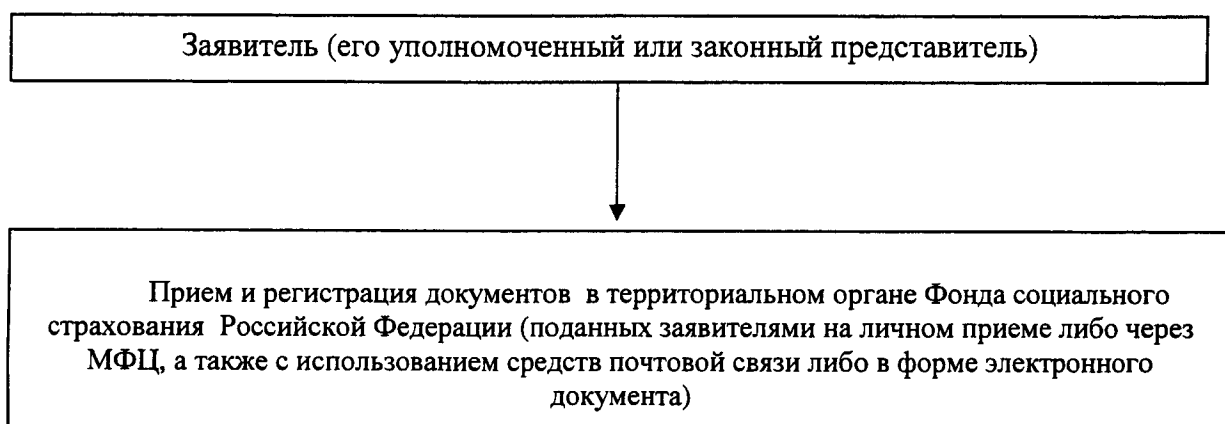 Заявитель (его уполномоченный или законный представитель)
Прием и регистрация документов в территориальном органе Фонда социального
страхования Российской Федерации (поданных заявителями на личном приеме либо через
МФЦ, а также с использованием средств почтовой связи либо в форме электронного
документа)